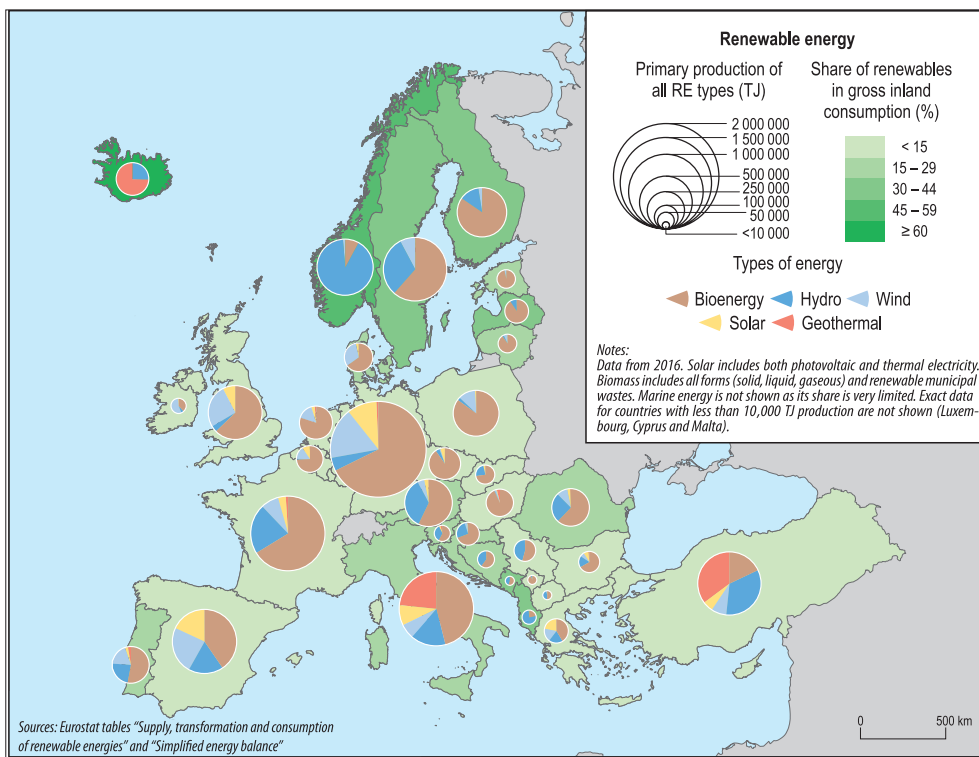 Renewable energy
Primary production of
all RE types (TJ)
2 000 000
1 500 000
1 000 000
500 000
250 000
100 000
50 000
<10 000
Share of renewables
in gross inland
consumption (%)
< 15
15 – 29
30 – 44
45 – 59
≥ 60
Types of energy
Bioenergy
Hydro
Wind
Solar
Geothermal
Notes:
Data from 2016. Solar includes both photovoltaic and thermal electricity.
Biomass includes all forms (solid, liquid, gaseous) and renewable municipal
wastes. Marine energy is not shown as its share is very limited. Exact data
for countries with less than 10,000 TJ production are not shown (Luxem-
bourg, Cyprus and Malta).
Sources: Eurostat tables “Supply, transformation and consumption
of renewable energies” and “Simplified energy balance”
0 500 km